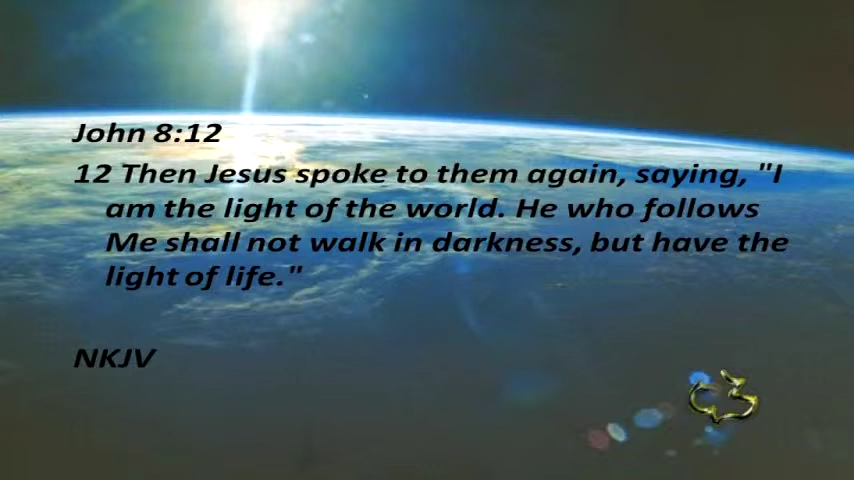 John 8:12
12 Then Jesus spoke to them again, saying, "I
am the light of the world. He who follows
Me shall not walk in darkness, but have the
light of life."
NKJV